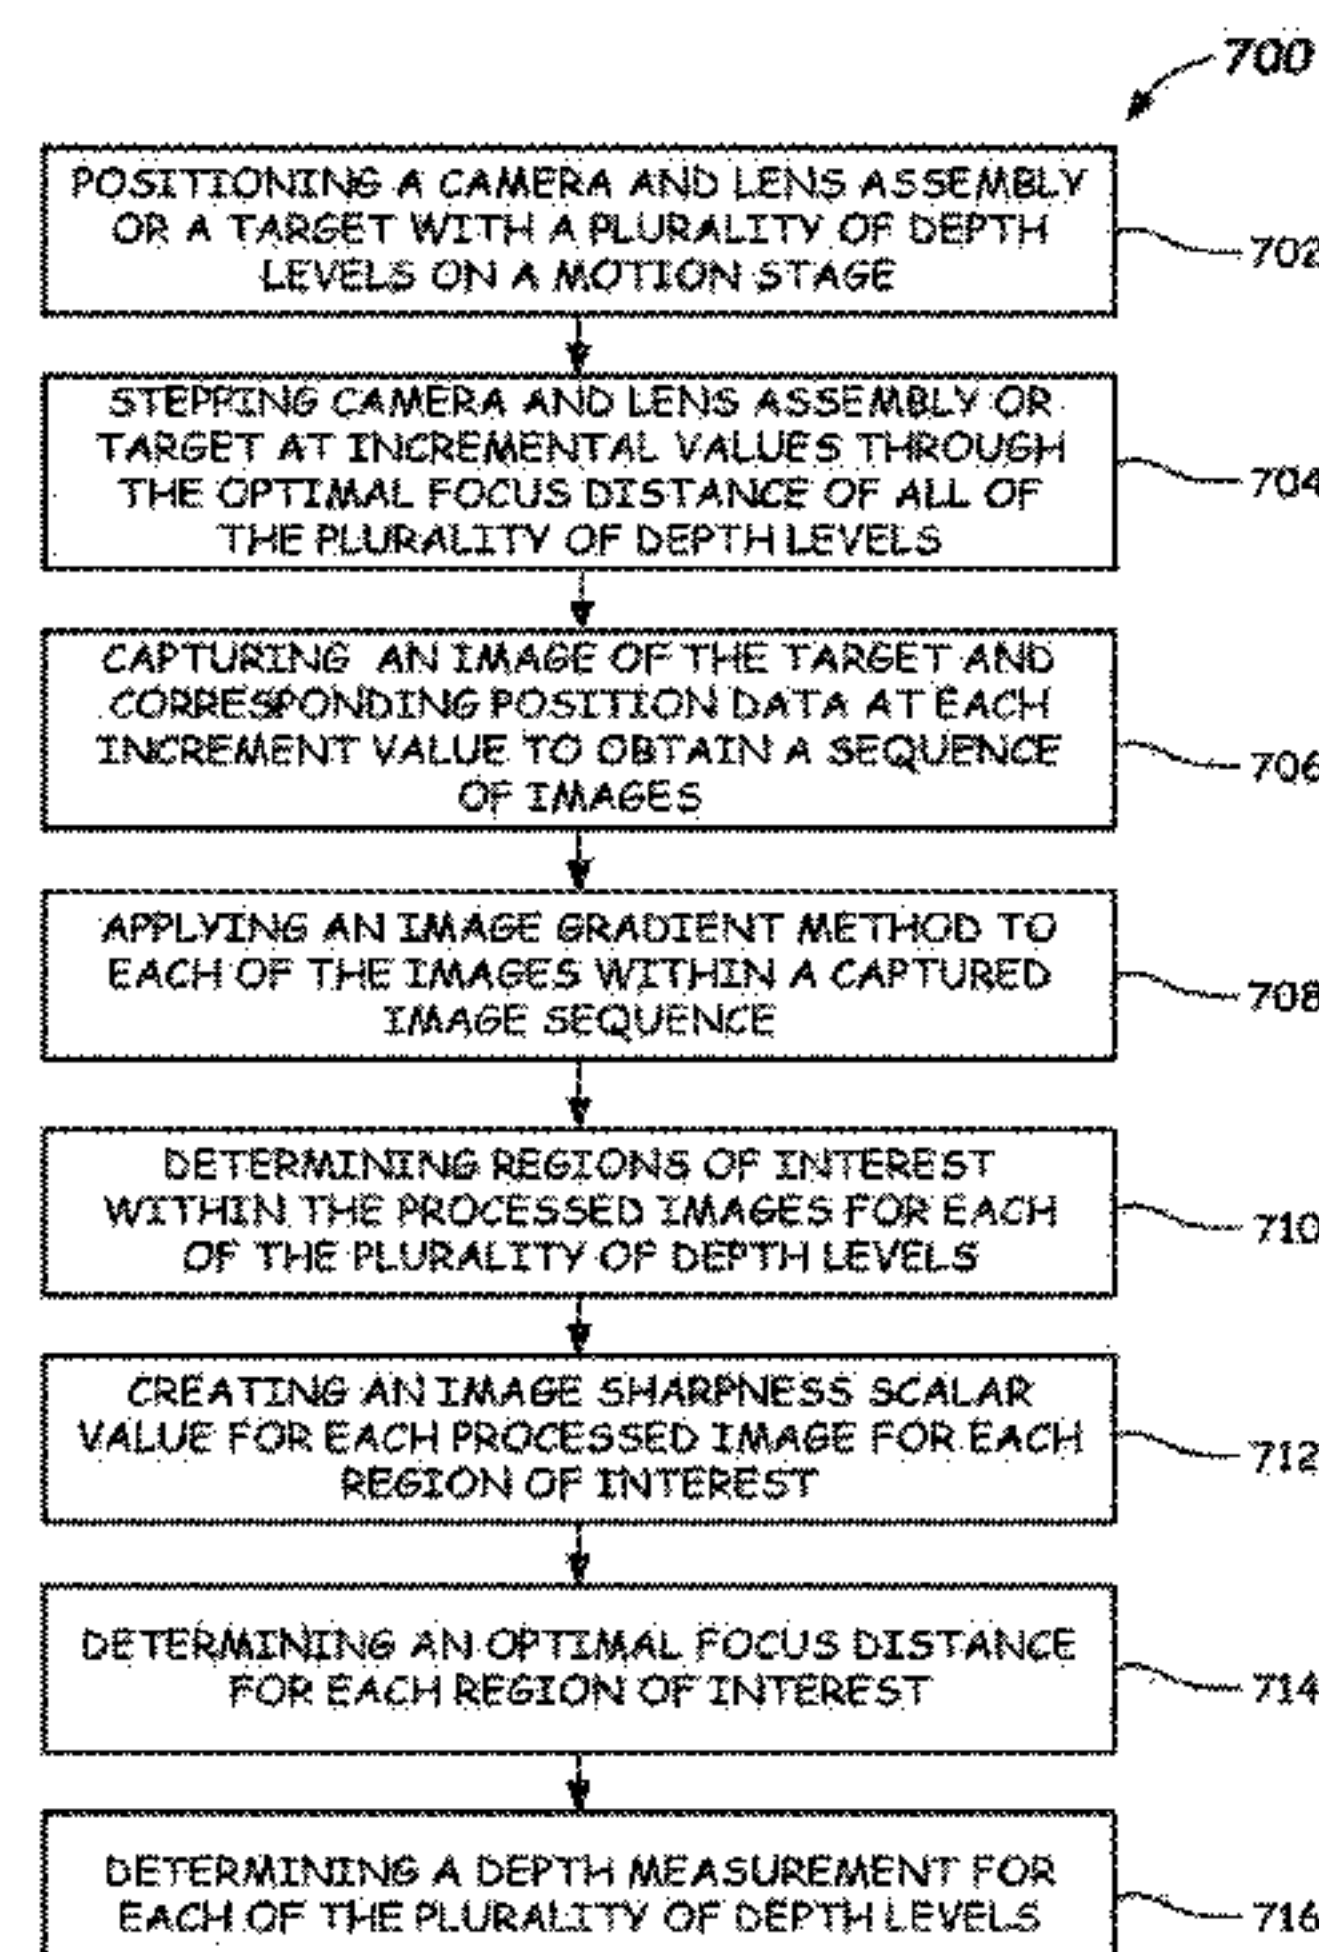 700
POSITIONING A CAMERA AND LENS ASSEMBLY
OR A TARGET WITH A PLURALITY OF DEPTH
LEVELS ON A MOTION STAGE
702
STEPPING CAMERA AND LENS ASSEMBLY OR
TARGET AT INCREMENTAL VALUES THROUGH
THE OPTIMAL FOCUS DISTANCE OF ALL OF
THE PLURALITY OF DEPTH LEVELS
704
CAPTURING AN IMAGE OF THE TARGET AND
CORRESPONDING POSITION DATA AT EACH
INCREMENT VALUE TO OBTAIN A SEQUENCE
OF IMAGES
706
APPLYING AN IMAGE GRADIENT METHOD TO
EACH OF THE IMAGES WITHIN A CAPTURED
IMAGE SEQUENCE
708
DETERMINING REGIONS OF INTEREST
WITHIN THE PROCESSED IMAGES FOR EACH
OF THE PLURALITY OF DEPTH LEVELS
710
CREATING AN IMAGE SHARPNESS SCALAR
VALUE FOR EACH PROCESSED IMAGE FOR EACH
REGION OF INTEREST
712
DETERMINING AN OPTIMAL FOCUS DISTANCE
FOR EACH REGION OF INTEREST
714
DETERMINING A DEPTH MEASUREMENT FOR
EACH OF THE PLURALITY OF DEPTH LEVELS
716